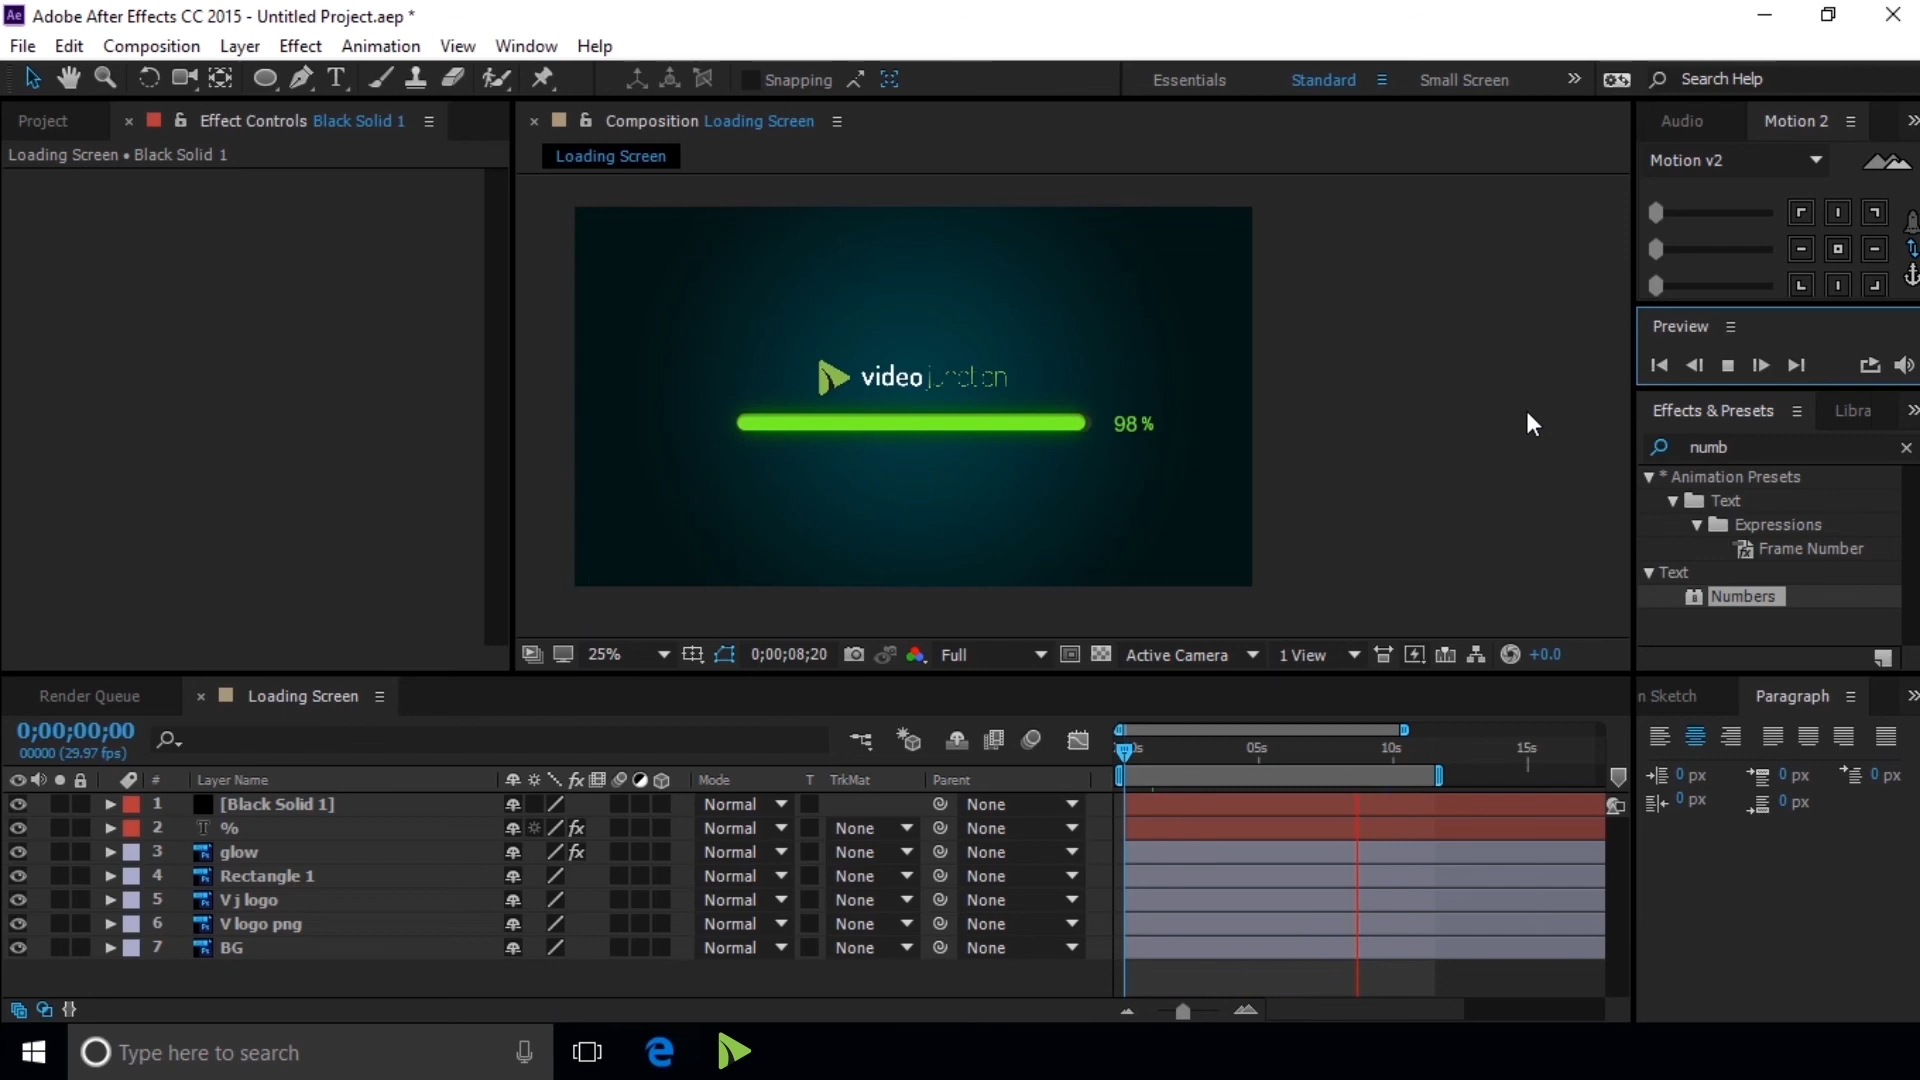 Adobe After Effects CC 2015 - Untitled Project.aep *
File Edit Composition Layer Effect Animation View Window Help
Snapping
Essentials Standard Small Screen Search Help
Project Effect Controls Black Solid 1
Composition Loading Screen
Audio Motion 2
Loading Screen • Black Solid 1
Loading Screen
Motion v2
video
98 %
Preview
Effects & Presets Libra
numb
* Animation Presets
Text
Expressions
Frame Number
Text
Numbers
25% 0;00;08;20 Full Active Camera 1 View +0.0
Render Queue Loading Screen
n Sketch Paragraph
0;00;00;00
00000 (29.97 fps)
05s 10s 15s
# Layer Name Mode T TrkMat Parent
1 [Black Solid 1] Normal None
2 % Normal None None
3 glow Normal None None
4 Rectangle 1 Normal None None
5 V j logo Normal None None
6 V logo png Normal None None
7 BG Normal None None
0 px 0 px 0 px
0 px 0 px
Type here to search